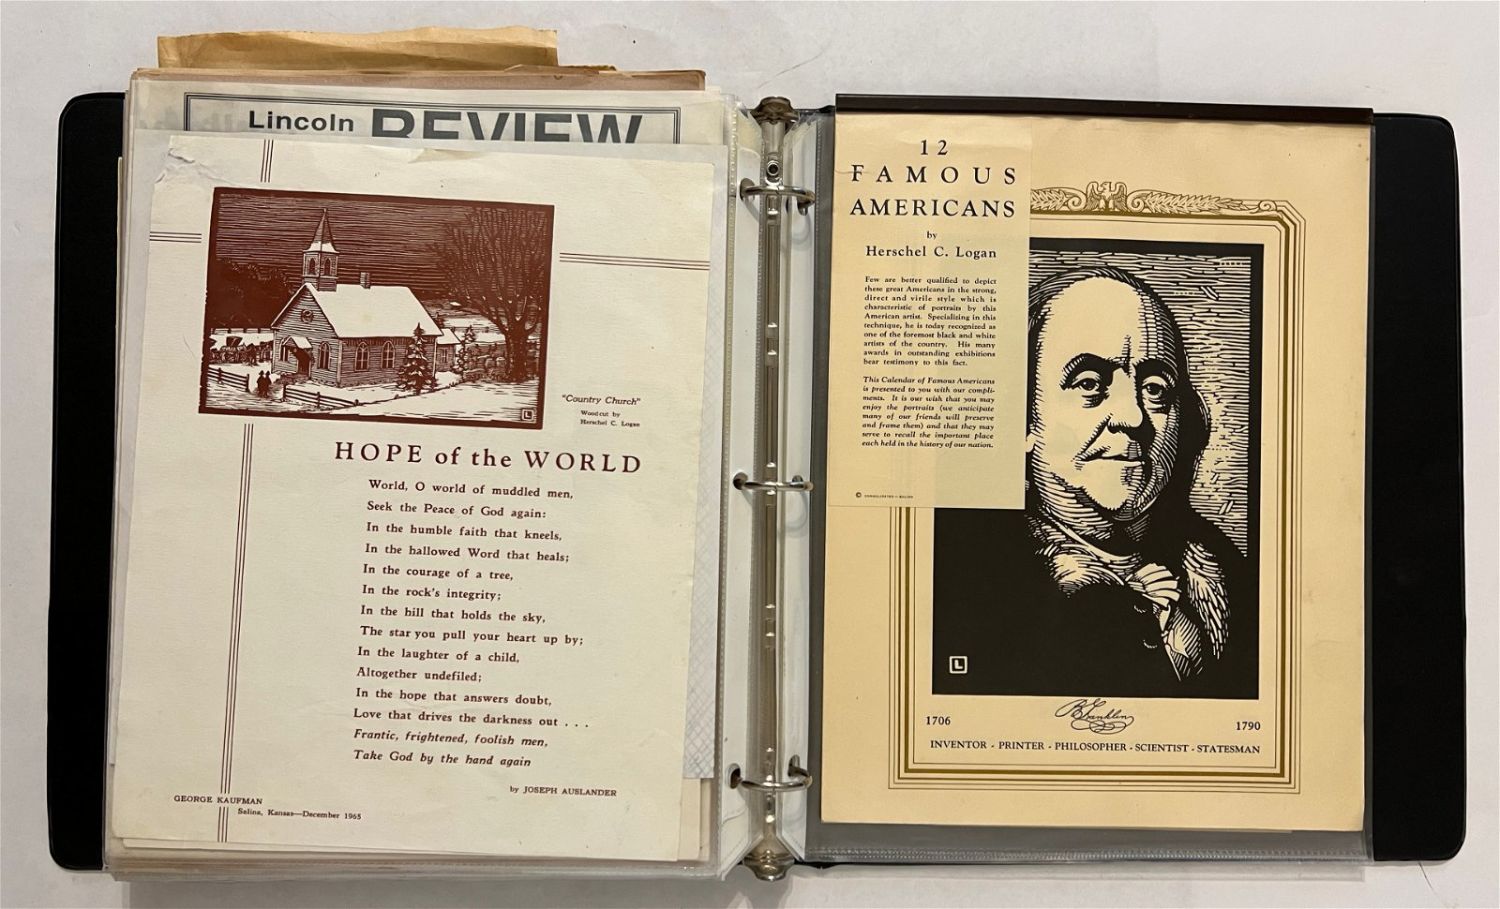 Lincoln REVIEW
"Country Church"
Woodcut by
Herschel C. Logan
HOPE of the WORLD
World, O world of muddled men,
Seek the Peace of God again:
In the humble faith that kneels,
In the hallowed Word that heals;
In the courage of a tree,
In the rock's integrity;
In the hill that holds the sky,
The star you pull your heart up by;
In the laughter of a child,
Altogether undefiled;
In the hope that answers doubt,
Love that drives the darkness out . . .
Frantic, frightened, foolish men,
Take God by the hand again
by JOSEPH AUSLANDER
GEORGE KAUFMAN
Salina, Kansas—December 1965
12
FAMOUS
AMERICANS
by
Herschel C. Logan
Few are better qualified to depict
these great Americans in the strong,
direct and virile style which is
characteristic of portraits by this
American artist. Specializing in this
technique, he is today recognized as
one of the foremost black and white
artists of the country. His many
awards in outstanding exhibitions
bear testimony to this fact.
This Calendar of Famous Americans
is presented to you with our compli-
ments. It is our wish that you may
enjoy the portraits (we anticipate
many of our friends will preserve
and frame them) and that they may
serve to recall the important place
each held in the history of our nation.
© CONSOLIDATED—SALINA
L
L
B Franklin
1706 1790
INVENTOR - PRINTER - PHILOSOPHER - SCIENTIST - STATESMAN